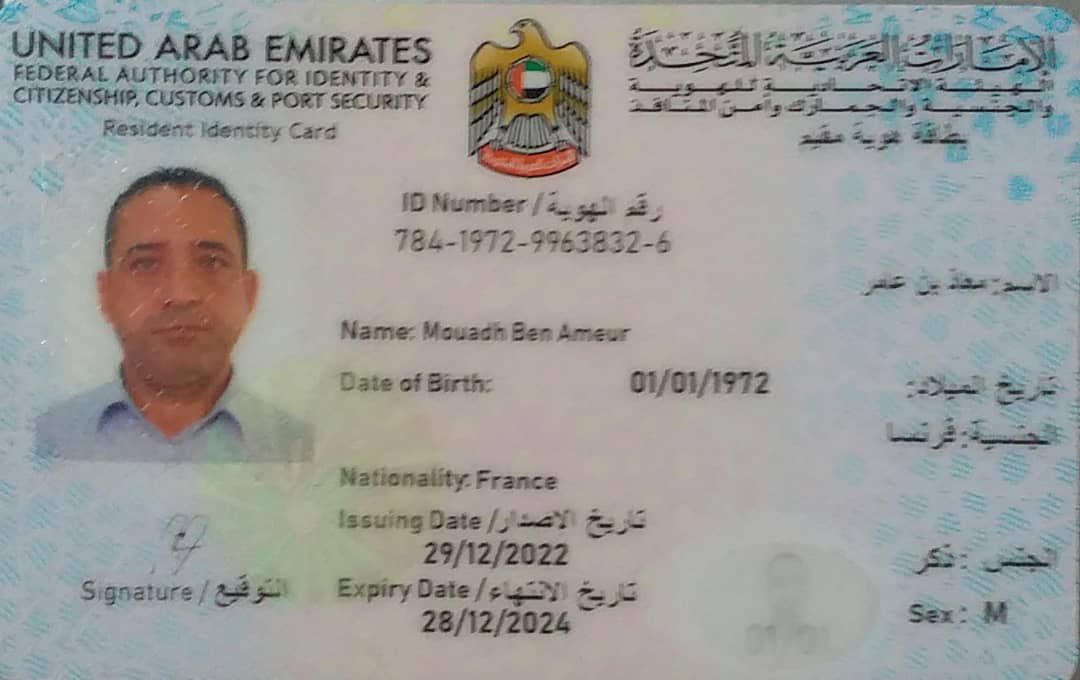 UNITED ARAB EMIRATES
الإمارات العربية المتحدة
FEDERAL AUTHORITY FOR IDENTITY &
CITIZENSHIP, CUSTOMS & PORT SECURITY
الهيئة الاتحادية للهوية
والجنسية والجمارك وأمن المنافذ
Resident Identity Card
بطاقة هوية مقيم
ID Number / رقم الهوية
784-1972-9963832-6
الاسم: معاذ بن عامر
Name: Mouadh Ben Ameur
Date of Birth: 01/01/1972 تاريخ الميلاد:
الجنسية: فرنسا
Nationality: France
Issuing Date / تاريخ الاصدار
29/12/2022
الجنس: ذكر
Signature / التوقيع
Expiry Date / تاريخ الانتهاء
28/12/2024
Sex: M